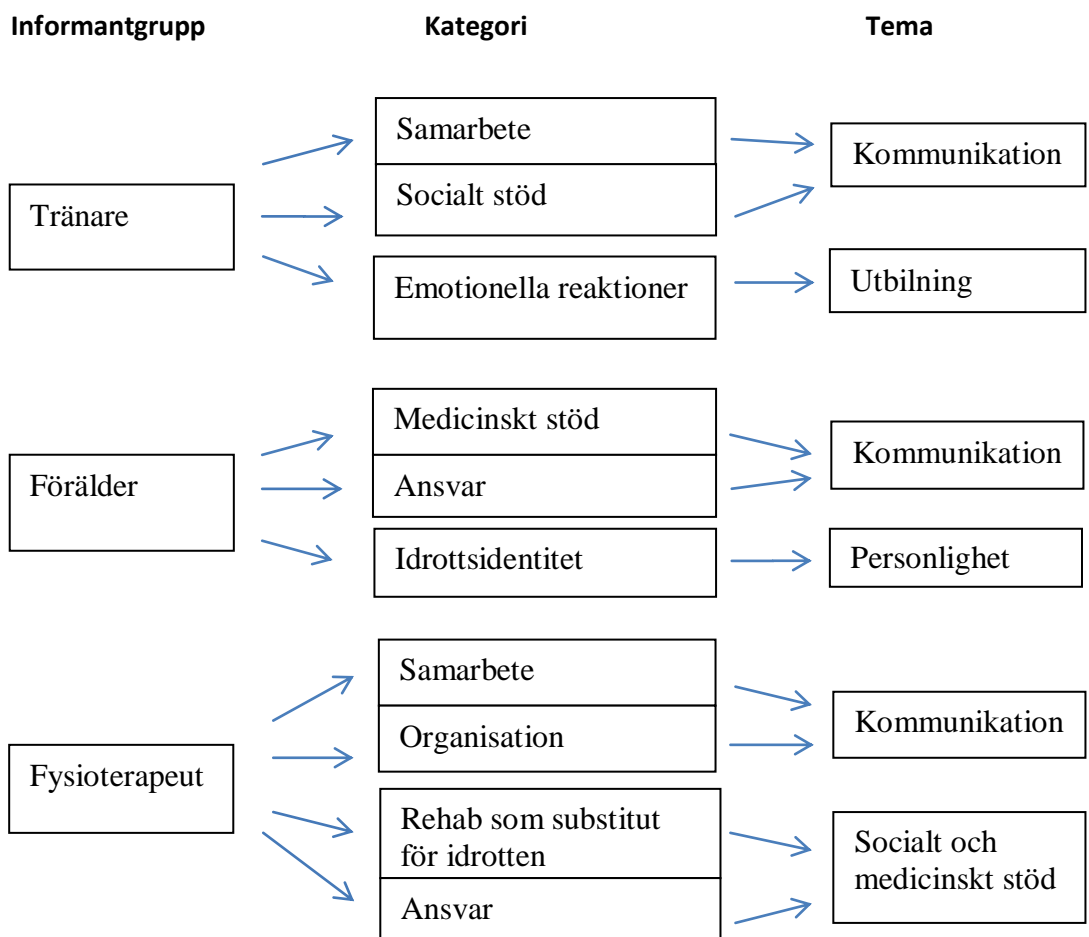 Informantgrupp Kategori Tema
Samarbete
Kommunikation
Socialt stöd
Tränare
Emotionella reaktioner
Utbilning
Medicinskt stöd
Kommunikation
Förälder
Ansvar
Idrottsidentitet
Personlighet
Samarbete
Kommunikation
Organisation
Fysioterapeut
Rehab som substitut
för idrotten
Socialt och
medicinskt stöd
Ansvar